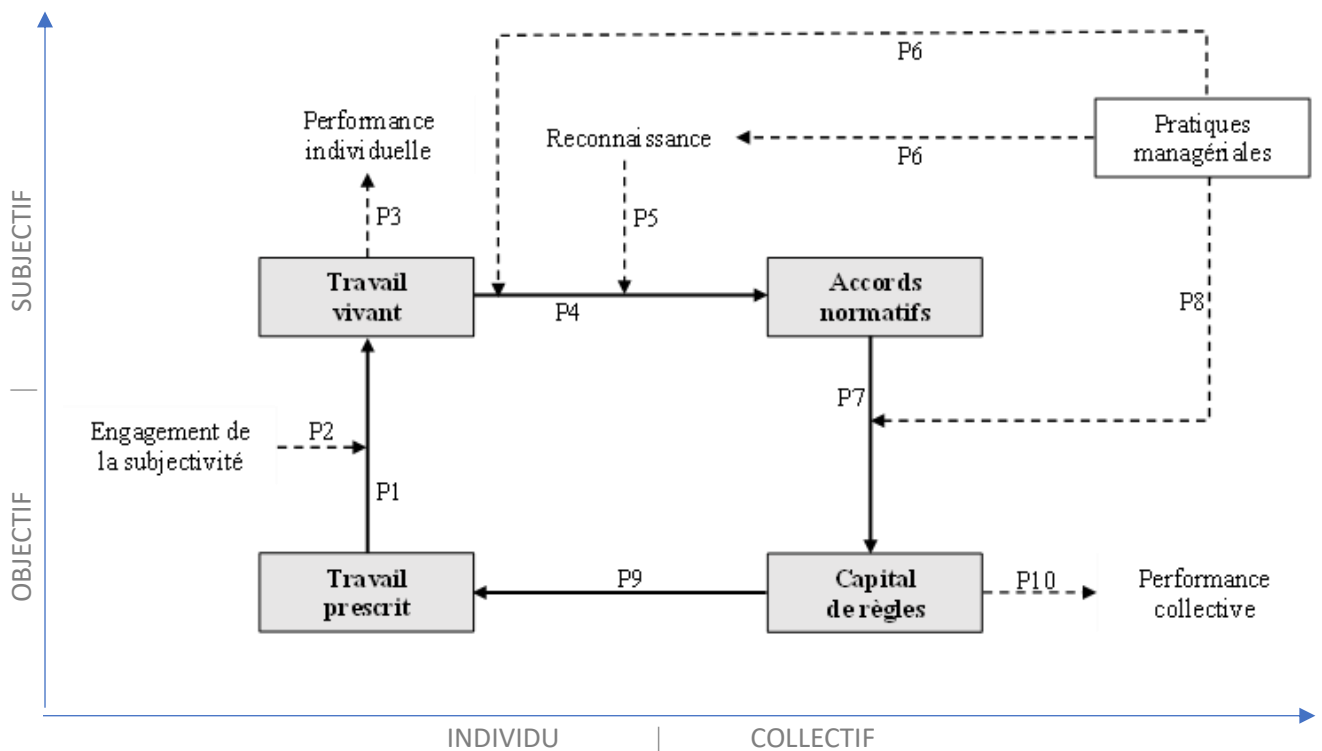 P6
Performance
individuelle
Reconnaissance
P6
Pratiques
managériales
P3
P5
SUBJECTIF
Travail
vivant
P4
Accords
normatifs
P8
|
P7
Engagement de
la subjectivité
P2
P1
OBJECTIF
Travail
prescrit
P9
Capital
de règles
P10
Performance
collective
INDIVIDU | COLLECTIF